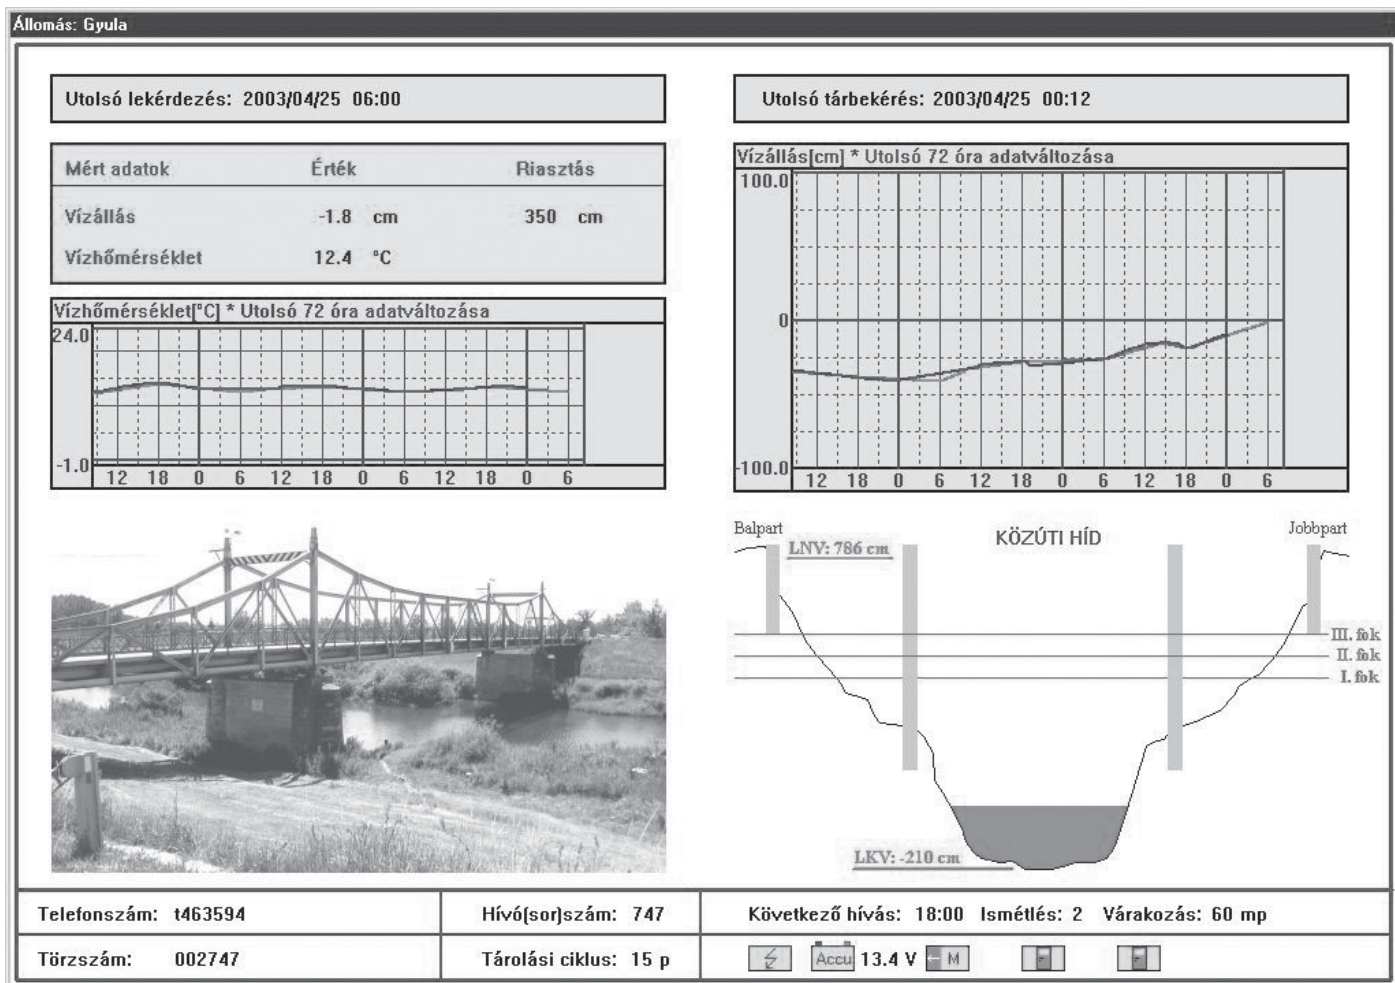 Állomás: Gyula
Utolsó lekérdezés: 2003/04/25 06:00
Utolsó tárbekérés: 2003/04/25 00:12
Mért adatok Érték Riasztás
Vízállás -1.8 cm 350 cm
Vízhőmérséklet 12.4 °C
Vízhőmérséklet[°C] * Utolsó 72 óra adatváltozása
24.0
-1.0
12 18 0 6 12 18 0 6 12 18 0 6
Vízállás[cm] * Utolsó 72 óra adatváltozása
100.0
0
-100.0
12 18 0 6 12 18 0 6 12 18 0 6
Balpart KÖZÚTI HÍD Jobbpart
LNV: 786 cm
III. fok
II. fok
I. fok
LKV: -210 cm
Telefonszám: t463594 Hívó(sor)szám: 747 Következő hívás: 18:00 Ismétlés: 2 Várakozás: 60 mp
Törzszám: 002747 Tárolási ciklus: 15 p Accu 13.4 V M